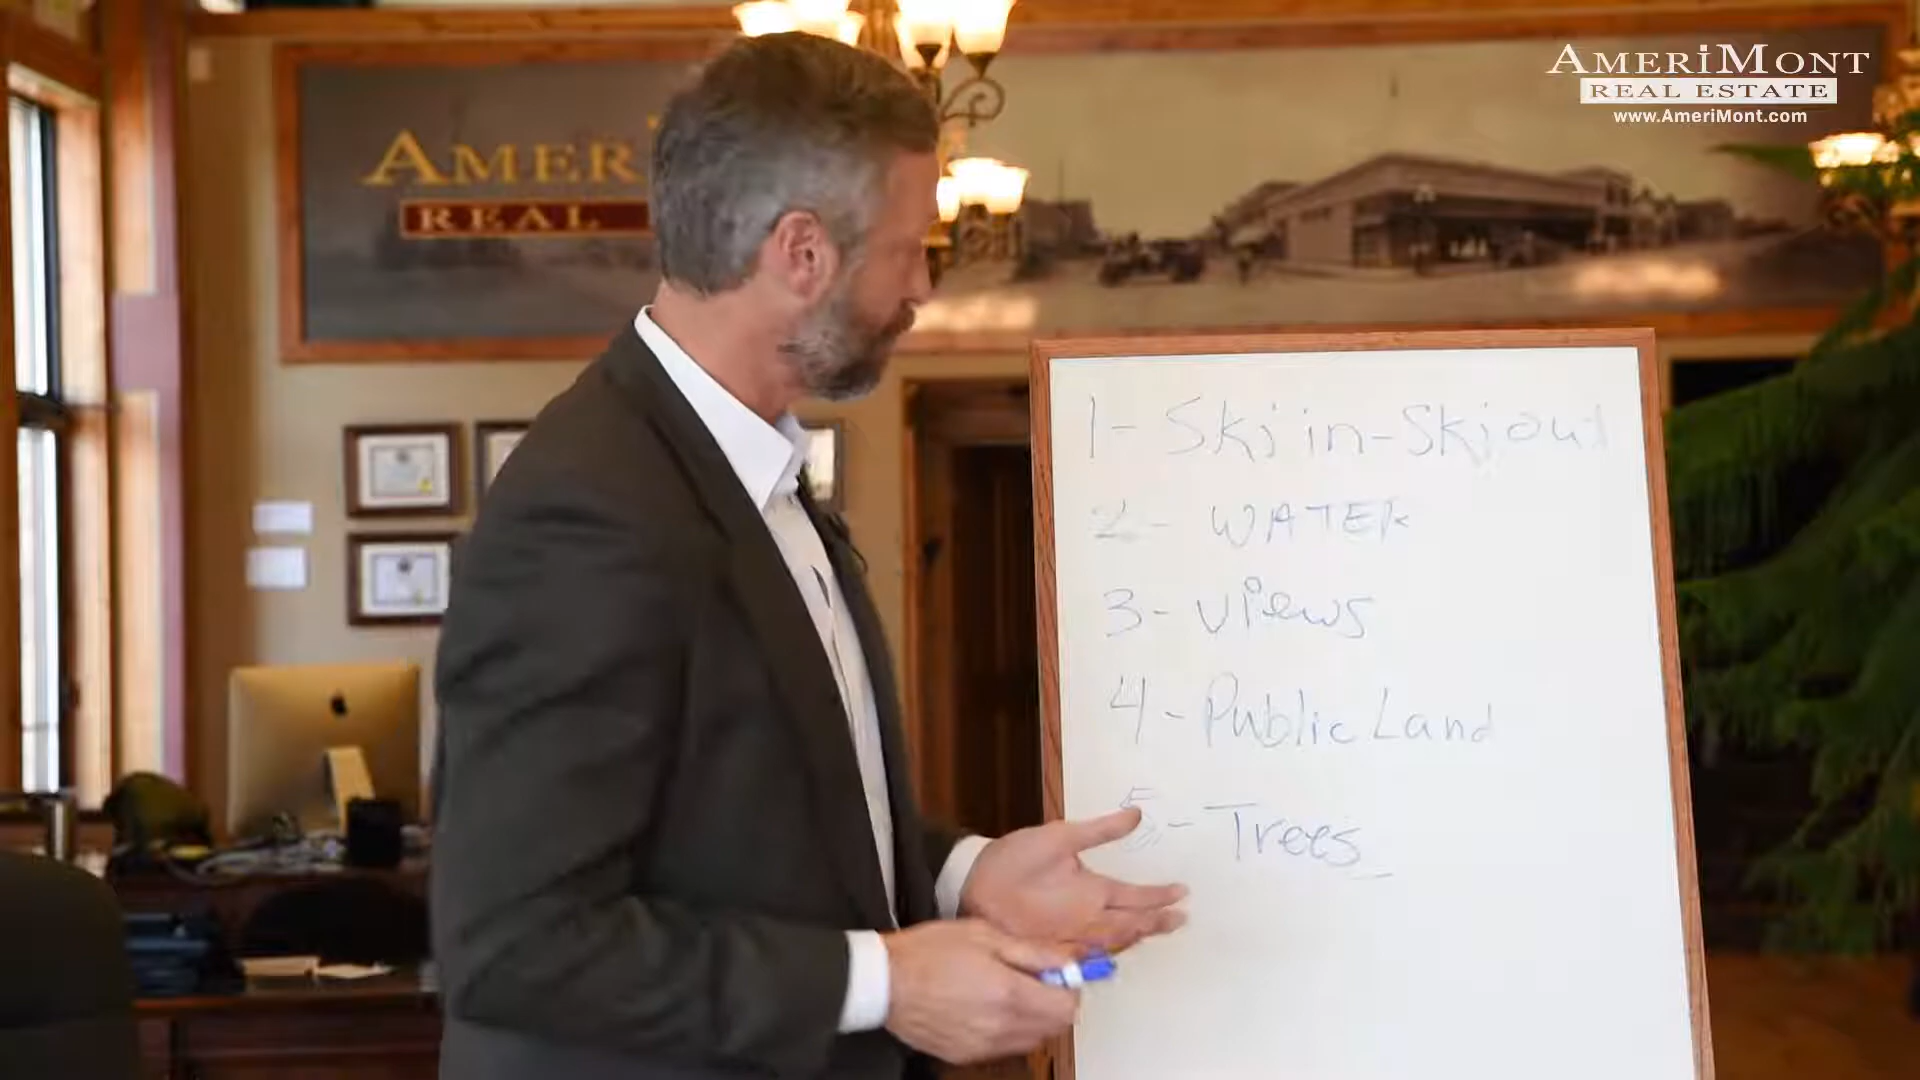 AMERiMONT
REAL ESTATE
www.AmeriMont.com
AMER
REAL
1- Ski in-Ski out
2- WATER
3- views
4- Public Land
5- Trees